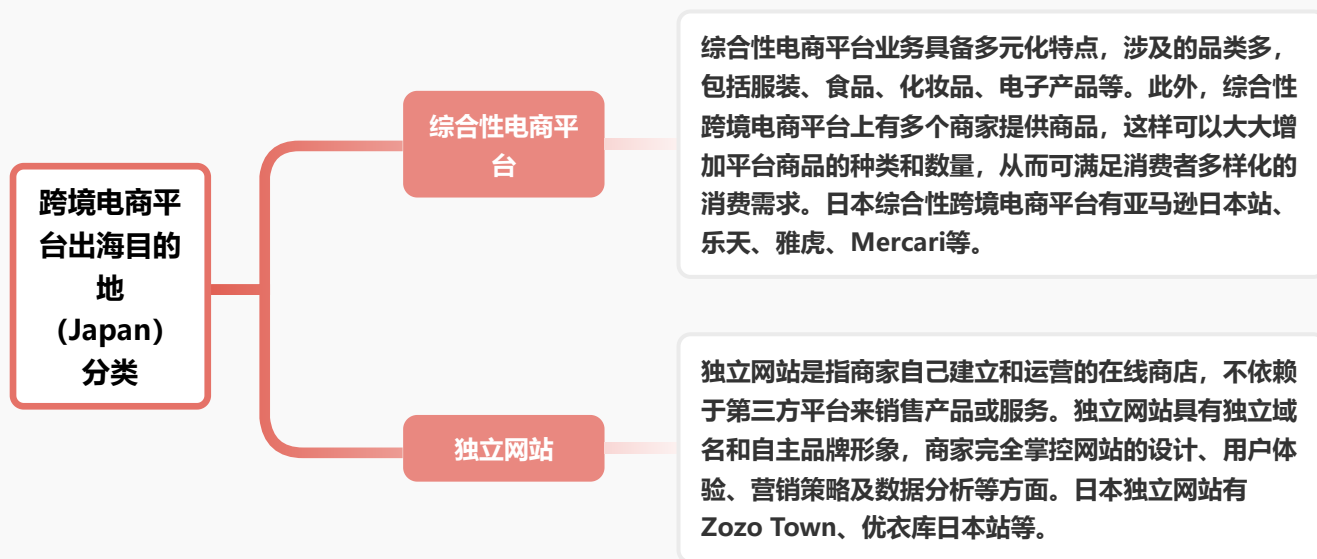 跨境电商平
台出海目的
地
（Japan）
分类
综合性电商平
台
综合性电商平台业务具备多元化特点，涉及的品类多，
包括服装、食品、化妆品、电子产品等。此外，综合性
跨境电商平台上有多个商家提供商品，这样可以大大增
加平台商品的种类和数量，从而可满足消费者多样化的
消费需求。日本综合性跨境电商平台有亚马逊日本站、
乐天、雅虎、Mercari等。
独立网站
独立网站是指商家自己建立和运营的在线商店，不依赖
于第三方平台来销售产品或服务。独立网站具有独立域
名和自主品牌形象，商家完全掌控网站的设计、用户体
验、营销策略及数据分析等方面。日本独立网站有
Zozo Town、优衣库日本站等。